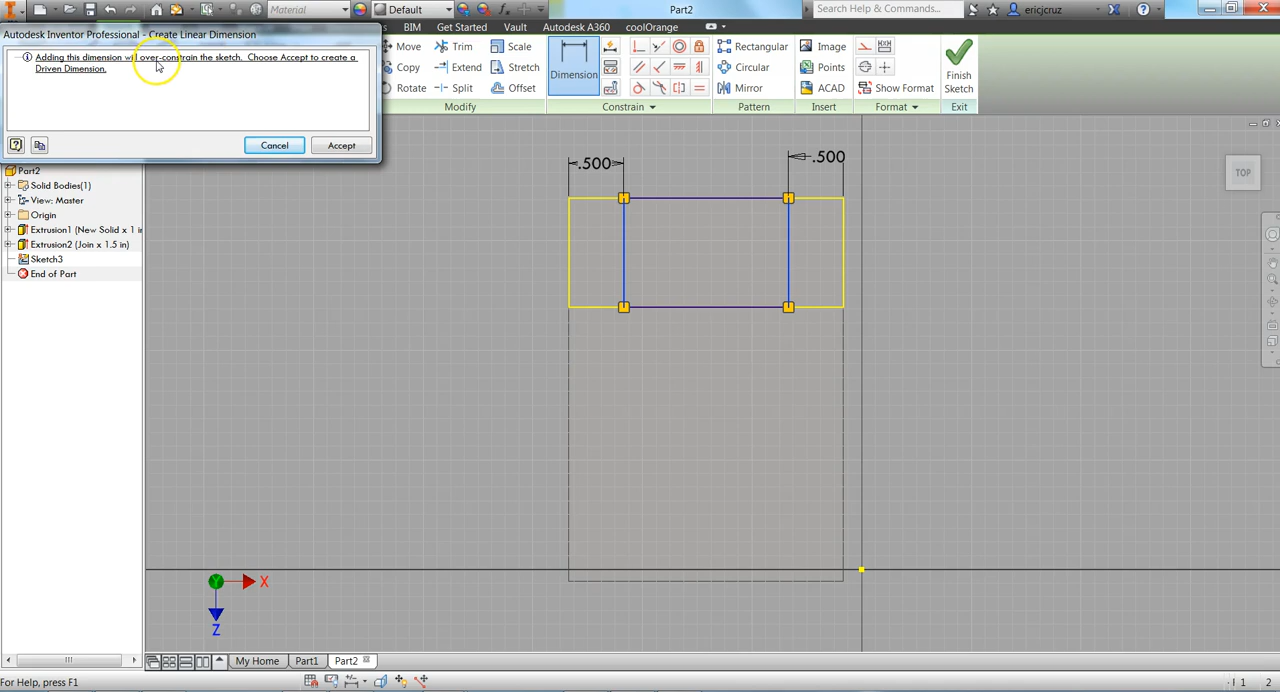 Material
Default
Part2
Search Help & Commands...
ericjcruz
Autodesk Inventor Professional - Create Linear Dimension
BIM Get Started Vault Autodesk A360 coolOrange
Adding this dimension will over-constrain the sketch. Choose Accept to create a
Driven Dimension.
Cancel Accept
Move Trim Scale
Copy Extend Stretch
Rotate Split Offset
Modify
Dimension
Constrain
Rectangular
Circular
Mirror
Pattern
Image
Points
ACAD
Insert
Show Format
Format
Finish
Sketch
Exit
Part2
Solid Bodies(1)
View: Master
Origin
Extrusion1 (New Solid x 1 in
Extrusion2 (Join x 1.5 in)
Sketch3
End of Part
.500 .500
TOP
X
Y
Z
My Home Part1 Part2
For Help, press F1
1 2